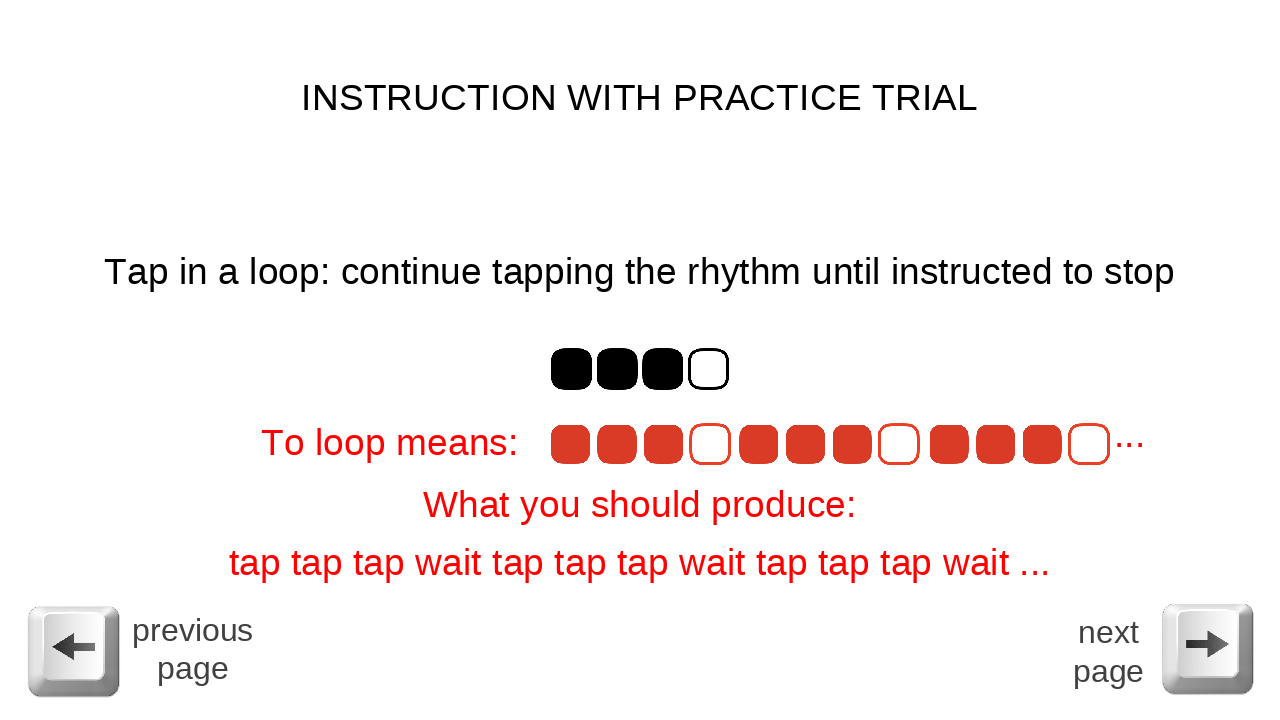 INSTRUCTION WITH PRACTICE TRIAL
Tap in a loop: continue tapping the rhythm until instructed to stop
To loop means: ...
What you should produce:
tap tap tap wait tap tap tap wait tap tap tap wait ...
previous
page
next
page